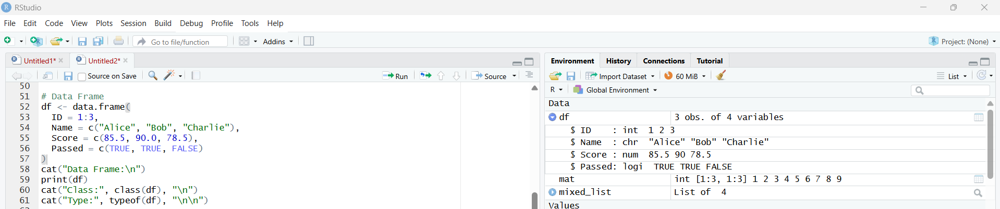 RStudio
File Edit Code View Plots Session Build Debug Profile Tools Help
Go to file/function Addins Project: (None)
Untitled1* Untitled2*
Source on Save Run Source
50
51 # Data Frame
52 df <- data.frame(
53 ID = 1:3,
54 Name = c("Alice", "Bob", "Charlie"),
55 Score = c(85.5, 90.0, 78.5),
56 Passed = c(TRUE, TRUE, FALSE)
57 )
58 cat("Data Frame:\n")
59 print(df)
60 cat("Class:", class(df), "\n")
61 cat("Type:", typeof(df), "\n\n")
Environment History Connections Tutorial
Import Dataset 60 MiB List
R Global Environment
Data
df 3 obs. of 4 variables
$ ID : int 1 2 3
$ Name : chr "Alice" "Bob" "Charlie"
$ Score : num 85.5 90 78.5
$ Passed: logi TRUE TRUE FALSE
mat int [1:3, 1:3] 1 2 3 4 5 6 7 8 9
mixed_list List of 4
Values